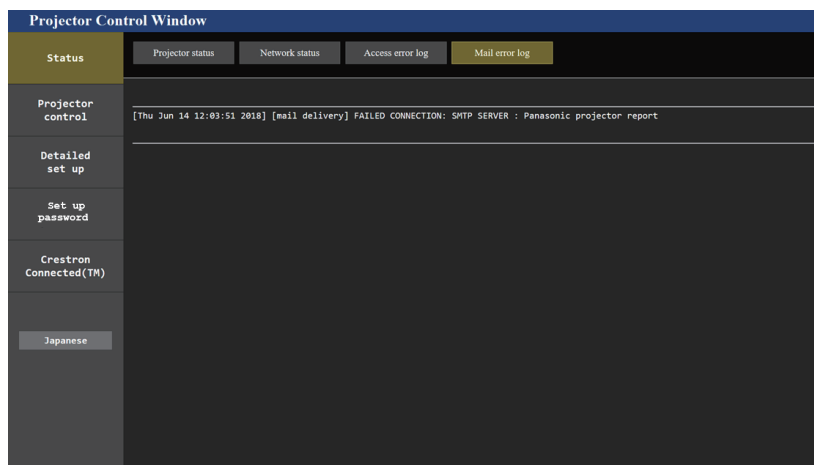 Projector Control Window
Status
Projector status
Network status
Access error log
Mail error log
Projector
control
[Thu Jun 14 12:03:51 2018] [mail delivery] FAILED CONNECTION: SMTP SERVER : Panasonic projector report
Detailed
set up
Set up
password
Crestron
Connected(TM)
Japanese